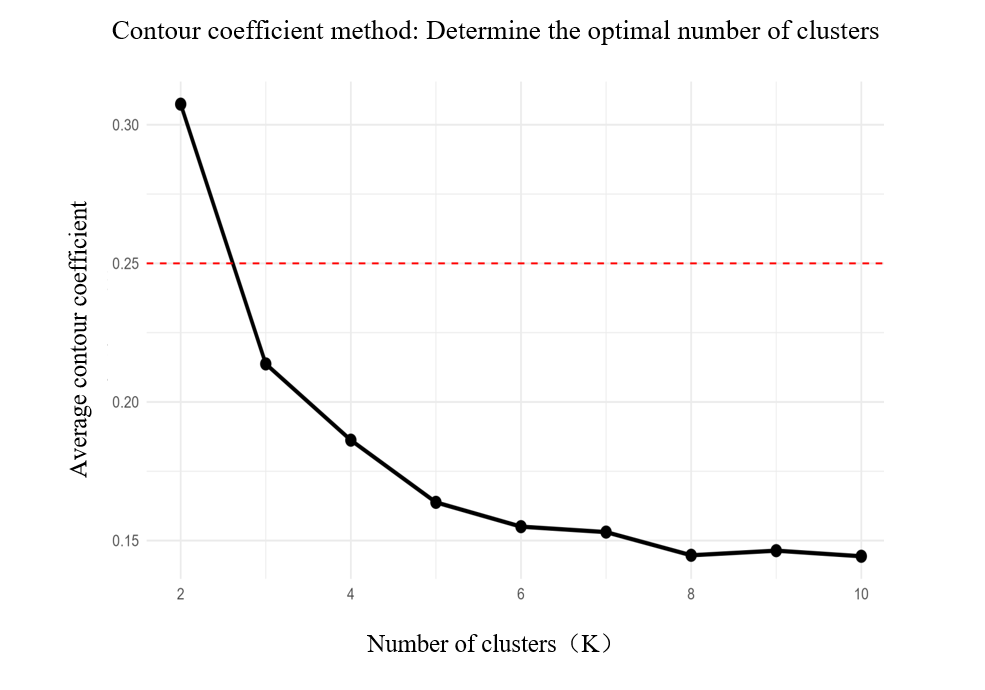 Contour coefficient method: Determine the optimal number of clusters
0.30
0.25
0.20
0.15
Average contour coefficient
2 4 6 8 10
Number of clusters（K）